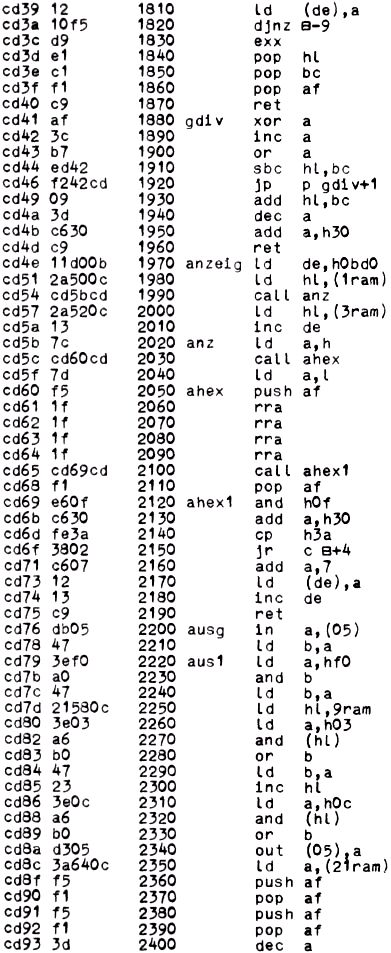 cd39 12 1810 ld (de),a
cd3a 10f5 1820 djnz ⊟-9
cd3c d9 1830 exx
cd3d e1 1840 pop hl
cd3e c1 1850 pop bc
cd3f f1 1860 pop af
cd40 c9 1870 ret
cd41 af 1880 gdiv xor a
cd42 3c 1890 inc a
cd43 b7 1900 or a
cd44 ed42 1910 sbc hl,bc
cd46 f242cd 1920 jp p gdiv+1
cd49 09 1930 add hl,bc
cd4a 3d 1940 dec a
cd4b c630 1950 add a,h30
cd4d c9 1960 ret
cd4e 11d00b 1970 anzeig ld de,h0bd0
cd51 2a500c 1980 ld hl,(1ram)
cd54 cd5bcd 1990 call anz
cd57 2a520c 2000 ld hl,(3ram)
cd5a 13 2010 inc de
cd5b 7c 2020 anz ld a,h
cd5c cd60cd 2030 call ahex
cd5f 7d 2040 ld a,l
cd60 f5 2050 ahex push af
cd61 1f 2060 rra
cd62 1f 2070 rra
cd63 1f 2080 rra
cd64 1f 2090 rra
cd65 cd69cd 2100 call ahex1
cd68 f1 2110 pop af
cd69 e60f 2120 ahex1 and h0f
cd6b c630 2130 add a,h30
cd6d fe3a 2140 cp h3a
cd6f 3802 2150 jr c ⊟+4
cd71 c607 2160 add a,7
cd73 12 2170 ld (de),a
cd74 13 2180 inc de
cd75 c9 2190 ret
cd76 db05 2200 ausg in a,(05)
cd78 47 2210 ld b,a
cd79 3ef0 2220 aus1 ld a,hf0
cd7b a0 2230 and b
cd7c 47 2240 ld b,a
cd7d 21580c 2250 ld hl,9ram
cd80 3e03 2260 ld a,h03
cd82 a6 2270 and (hl)
cd83 b0 2280 or b
cd84 47 2290 ld b,a
cd85 23 2300 inc hl
cd86 3e0c 2310 ld a,h0c
cd88 a6 2320 and (hl)
cd89 b0 2330 or b
cd8a d305 2340 out (05),a
cd8c 3a640c 2350 ld a,(21ram)
cd8f f5 2360 push af
cd90 f1 2370 pop af
cd91 f5 2380 push af
cd92 f1 2390 pop af
cd93 3d 2400 dec a